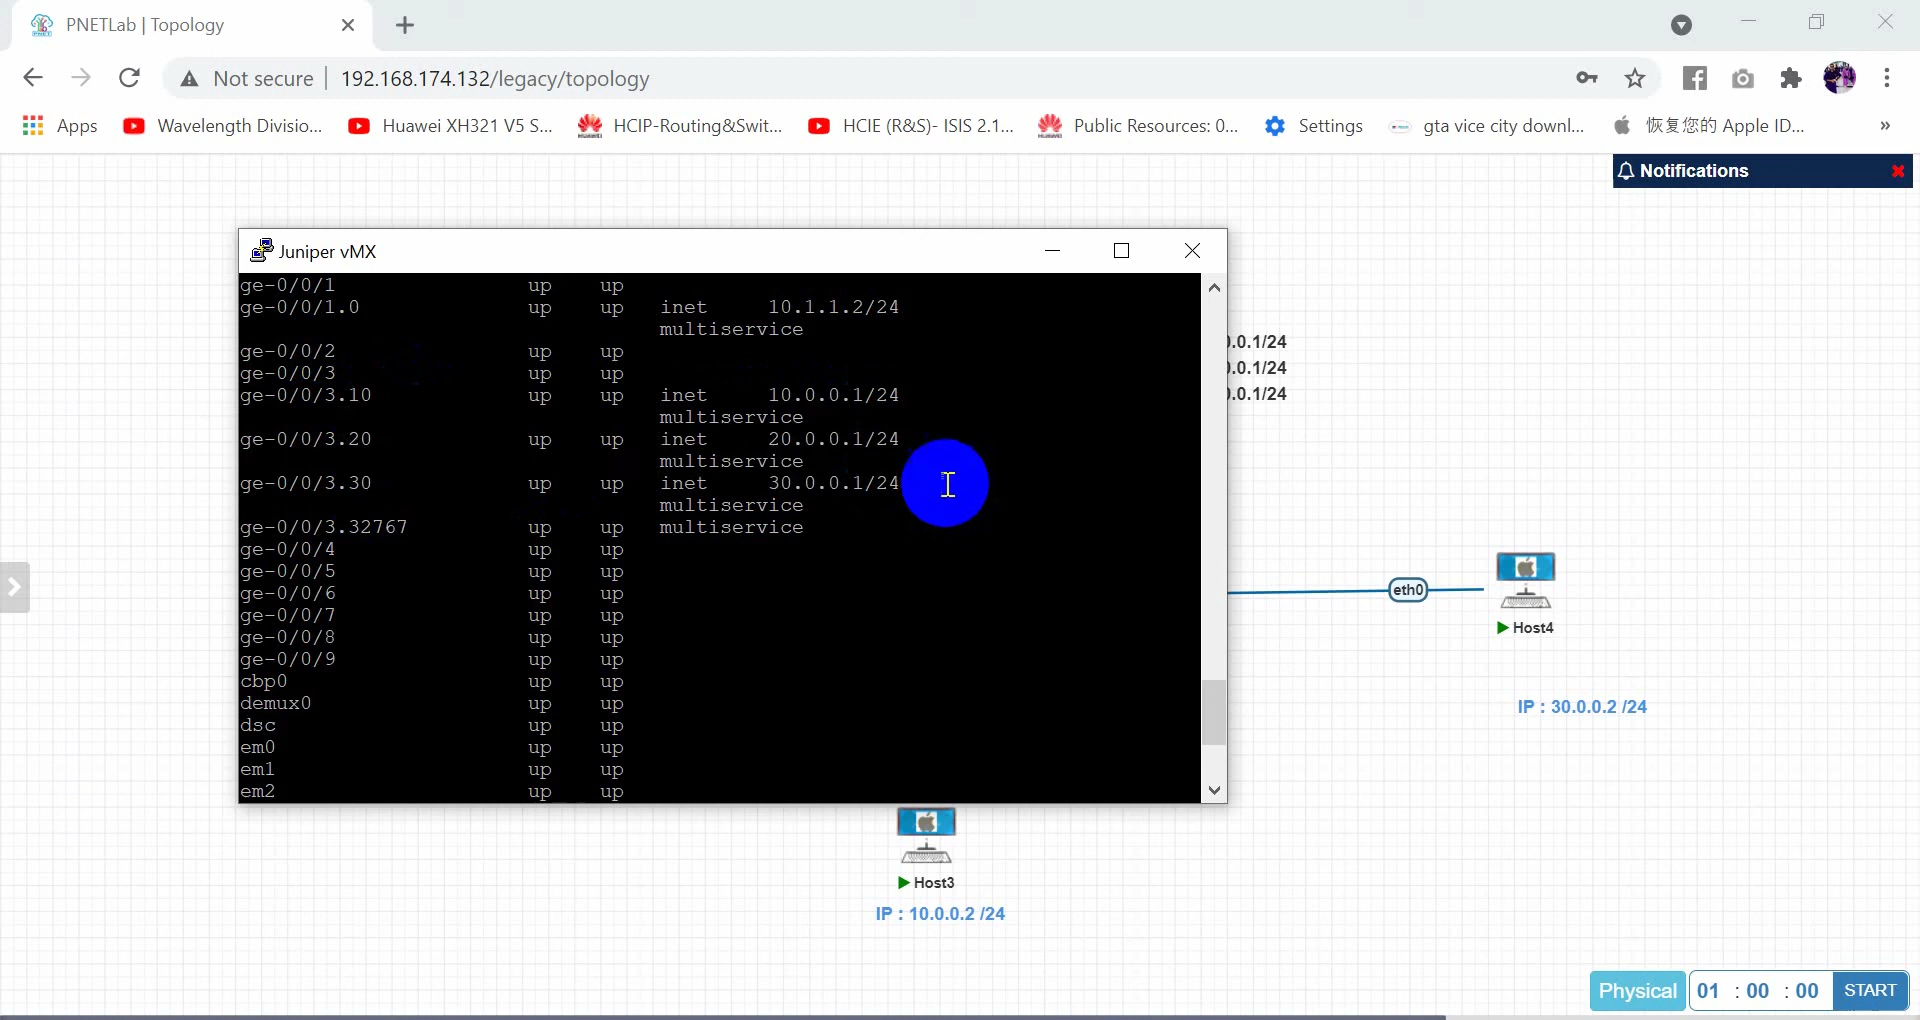 PNETLab | Topology
Not secure | 192.168.174.132/legacy/topology
Apps Wavelength Divisio... Huawei XH321 V5 S... HCIP-Routing&Swit... HCIE (R&S)- ISIS 2.1... Public Resources: 0... Settings gta vice city downl... 恢复您的 Apple ID... »
Notifications
Juniper vMX
ge-0/0/1 up up
ge-0/0/1.0 up up inet 10.1.1.2/24
multiservice
ge-0/0/2 up up
ge-0/0/3 up up
ge-0/0/3.10 up up inet 10.0.0.1/24
multiservice
ge-0/0/3.20 up up inet 20.0.0.1/24
multiservice
ge-0/0/3.30 up up inet 30.0.0.1/24
multiservice
ge-0/0/3.32767 up up multiservice
ge-0/0/4 up up
ge-0/0/5 up up
ge-0/0/6 up up
ge-0/0/7 up up
ge-0/0/8 up up
ge-0/0/9 up up
cbp0 up up
demux0 up up
dsc up up
em0 up up
em1 up up
em2 up up
.0.1/24
.0.1/24
.0.1/24
eth0
Host4
IP : 30.0.0.2 /24
Host3
IP : 10.0.0.2 /24
Physical 01 : 00 : 00 START